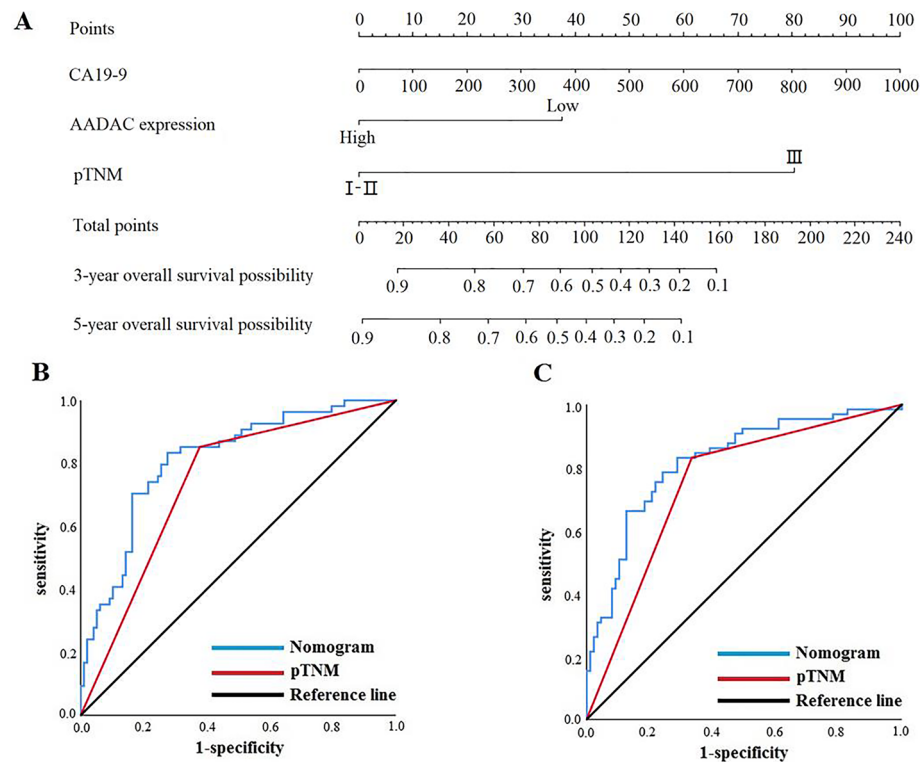 A
Points
0 10 20 30 40 50 60 70 80 90 100
CA19-9
0 100 200 300 400 500 600 700 800 900 1000
AADAC expression
Low
High
pTNM
Ⅲ
Ⅰ-Ⅱ
Total points
0 20 40 60 80 100 120 140 160 180 200 220 240
3-year overall survival possibility
0.9 0.8 0.7 0.6 0.5 0.4 0.3 0.2 0.1
5-year overall survival possibility
0.9 0.8 0.7 0.6 0.5 0.4 0.3 0.2 0.1
B
1.0
0.8
0.6
0.4
0.2
0.0
sensitivity
Nomogram
pTNM
Reference line
0.0 0.2 0.4 0.6 0.8 1.0
1-specificity
C
1.0
0.8
0.6
0.4
0.2
0.0
sensitivity
Nomogram
pTNM
Reference line
0.0 0.2 0.4 0.6 0.8 1.0
1-specificity